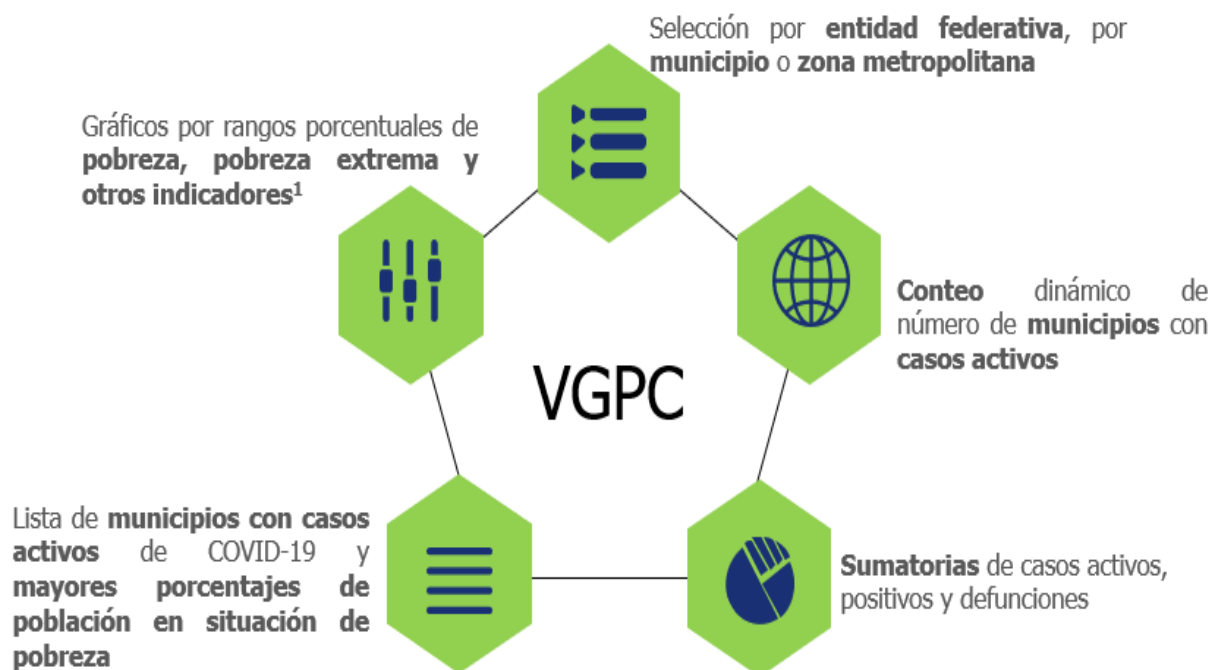 Selección por entidad federativa, por
municipio o zona metropolitana
Gráficos por rangos porcentuales de
pobreza, pobreza extrema y
otros indicadores¹
Conteo dinámico de
número de municipios con
casos activos
VGPC
Lista de municipios con casos
activos de COVID-19 y
mayores porcentajes de
población en situación de
pobreza
Sumatorias de casos activos,
positivos y defunciones